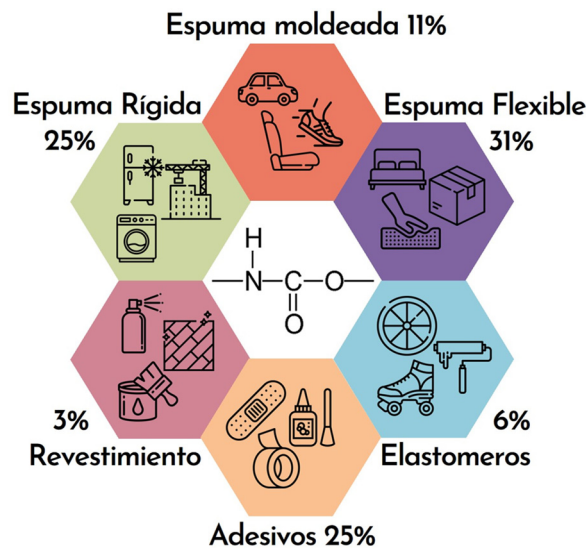 Espuma moldeada 11%
Espuma Rígida
25%
Espuma Flexible
31%
H
N C O
O
3%
Revestimiento
6%
Elastomeros
Adesivos 25%